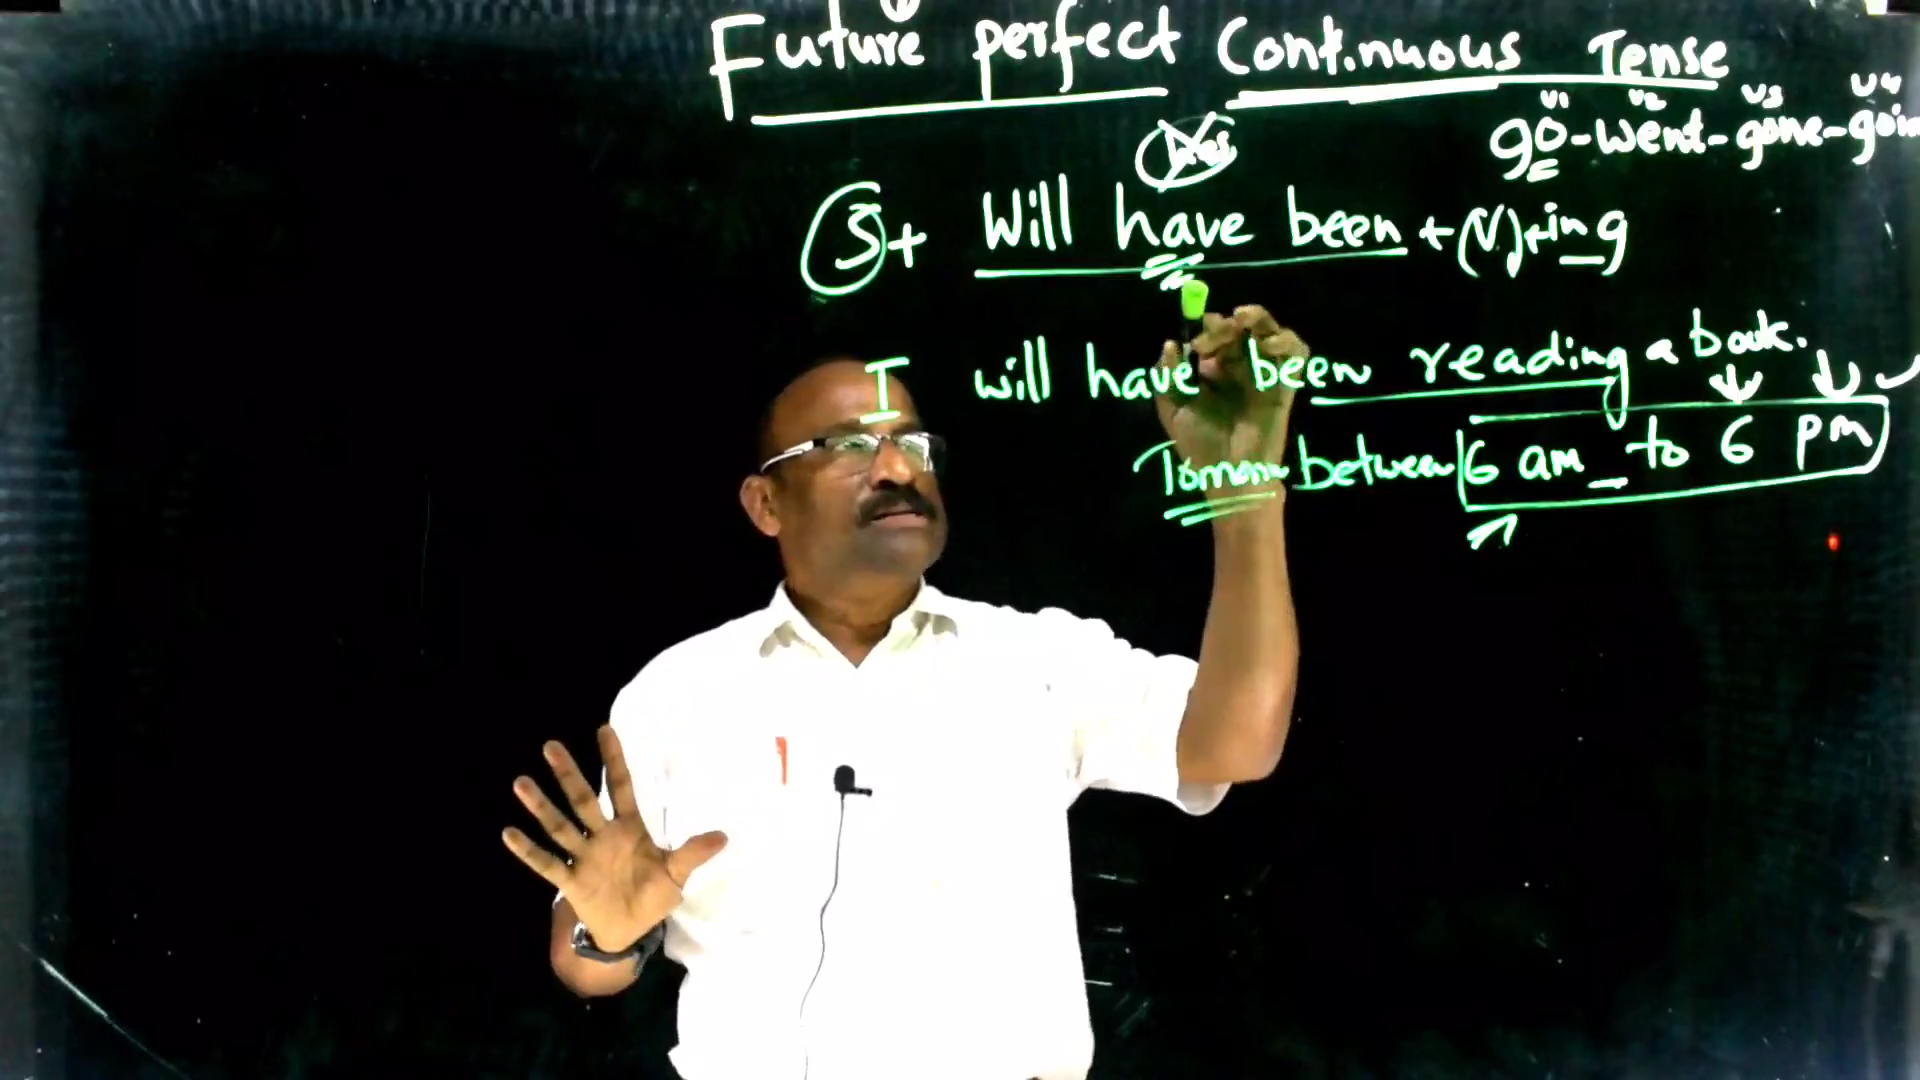 Future perfect Continuous Tense
V1 V2 V3 V4
go-went-gone-goin
S + Will have been + (V)+ing
I will have been reading a book.
Tomorrow between 6 am to 6 pm